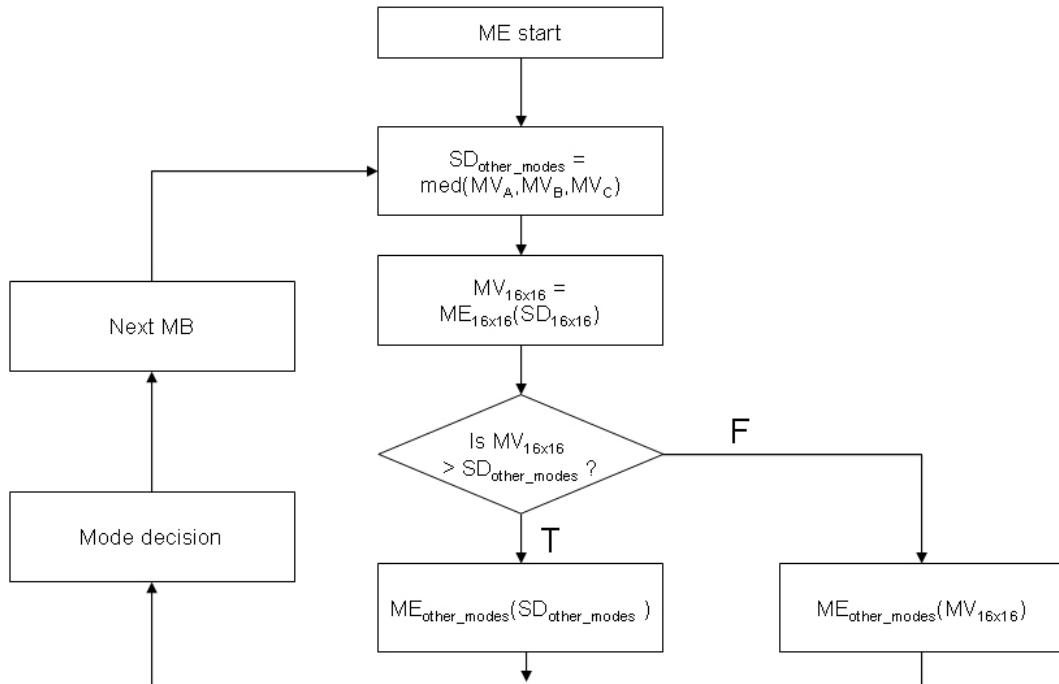 ME start
SD_other_modes =
med(MV_A,MV_B,MV_C)
MV_16x16 =
ME_16x16(SD_16x16)
Next MB
Is MV_16x16
> SD_other_modes ?
F
T
Mode decision
ME_other_modes(SD_other_modes )
ME_other_modes(MV_16x16)